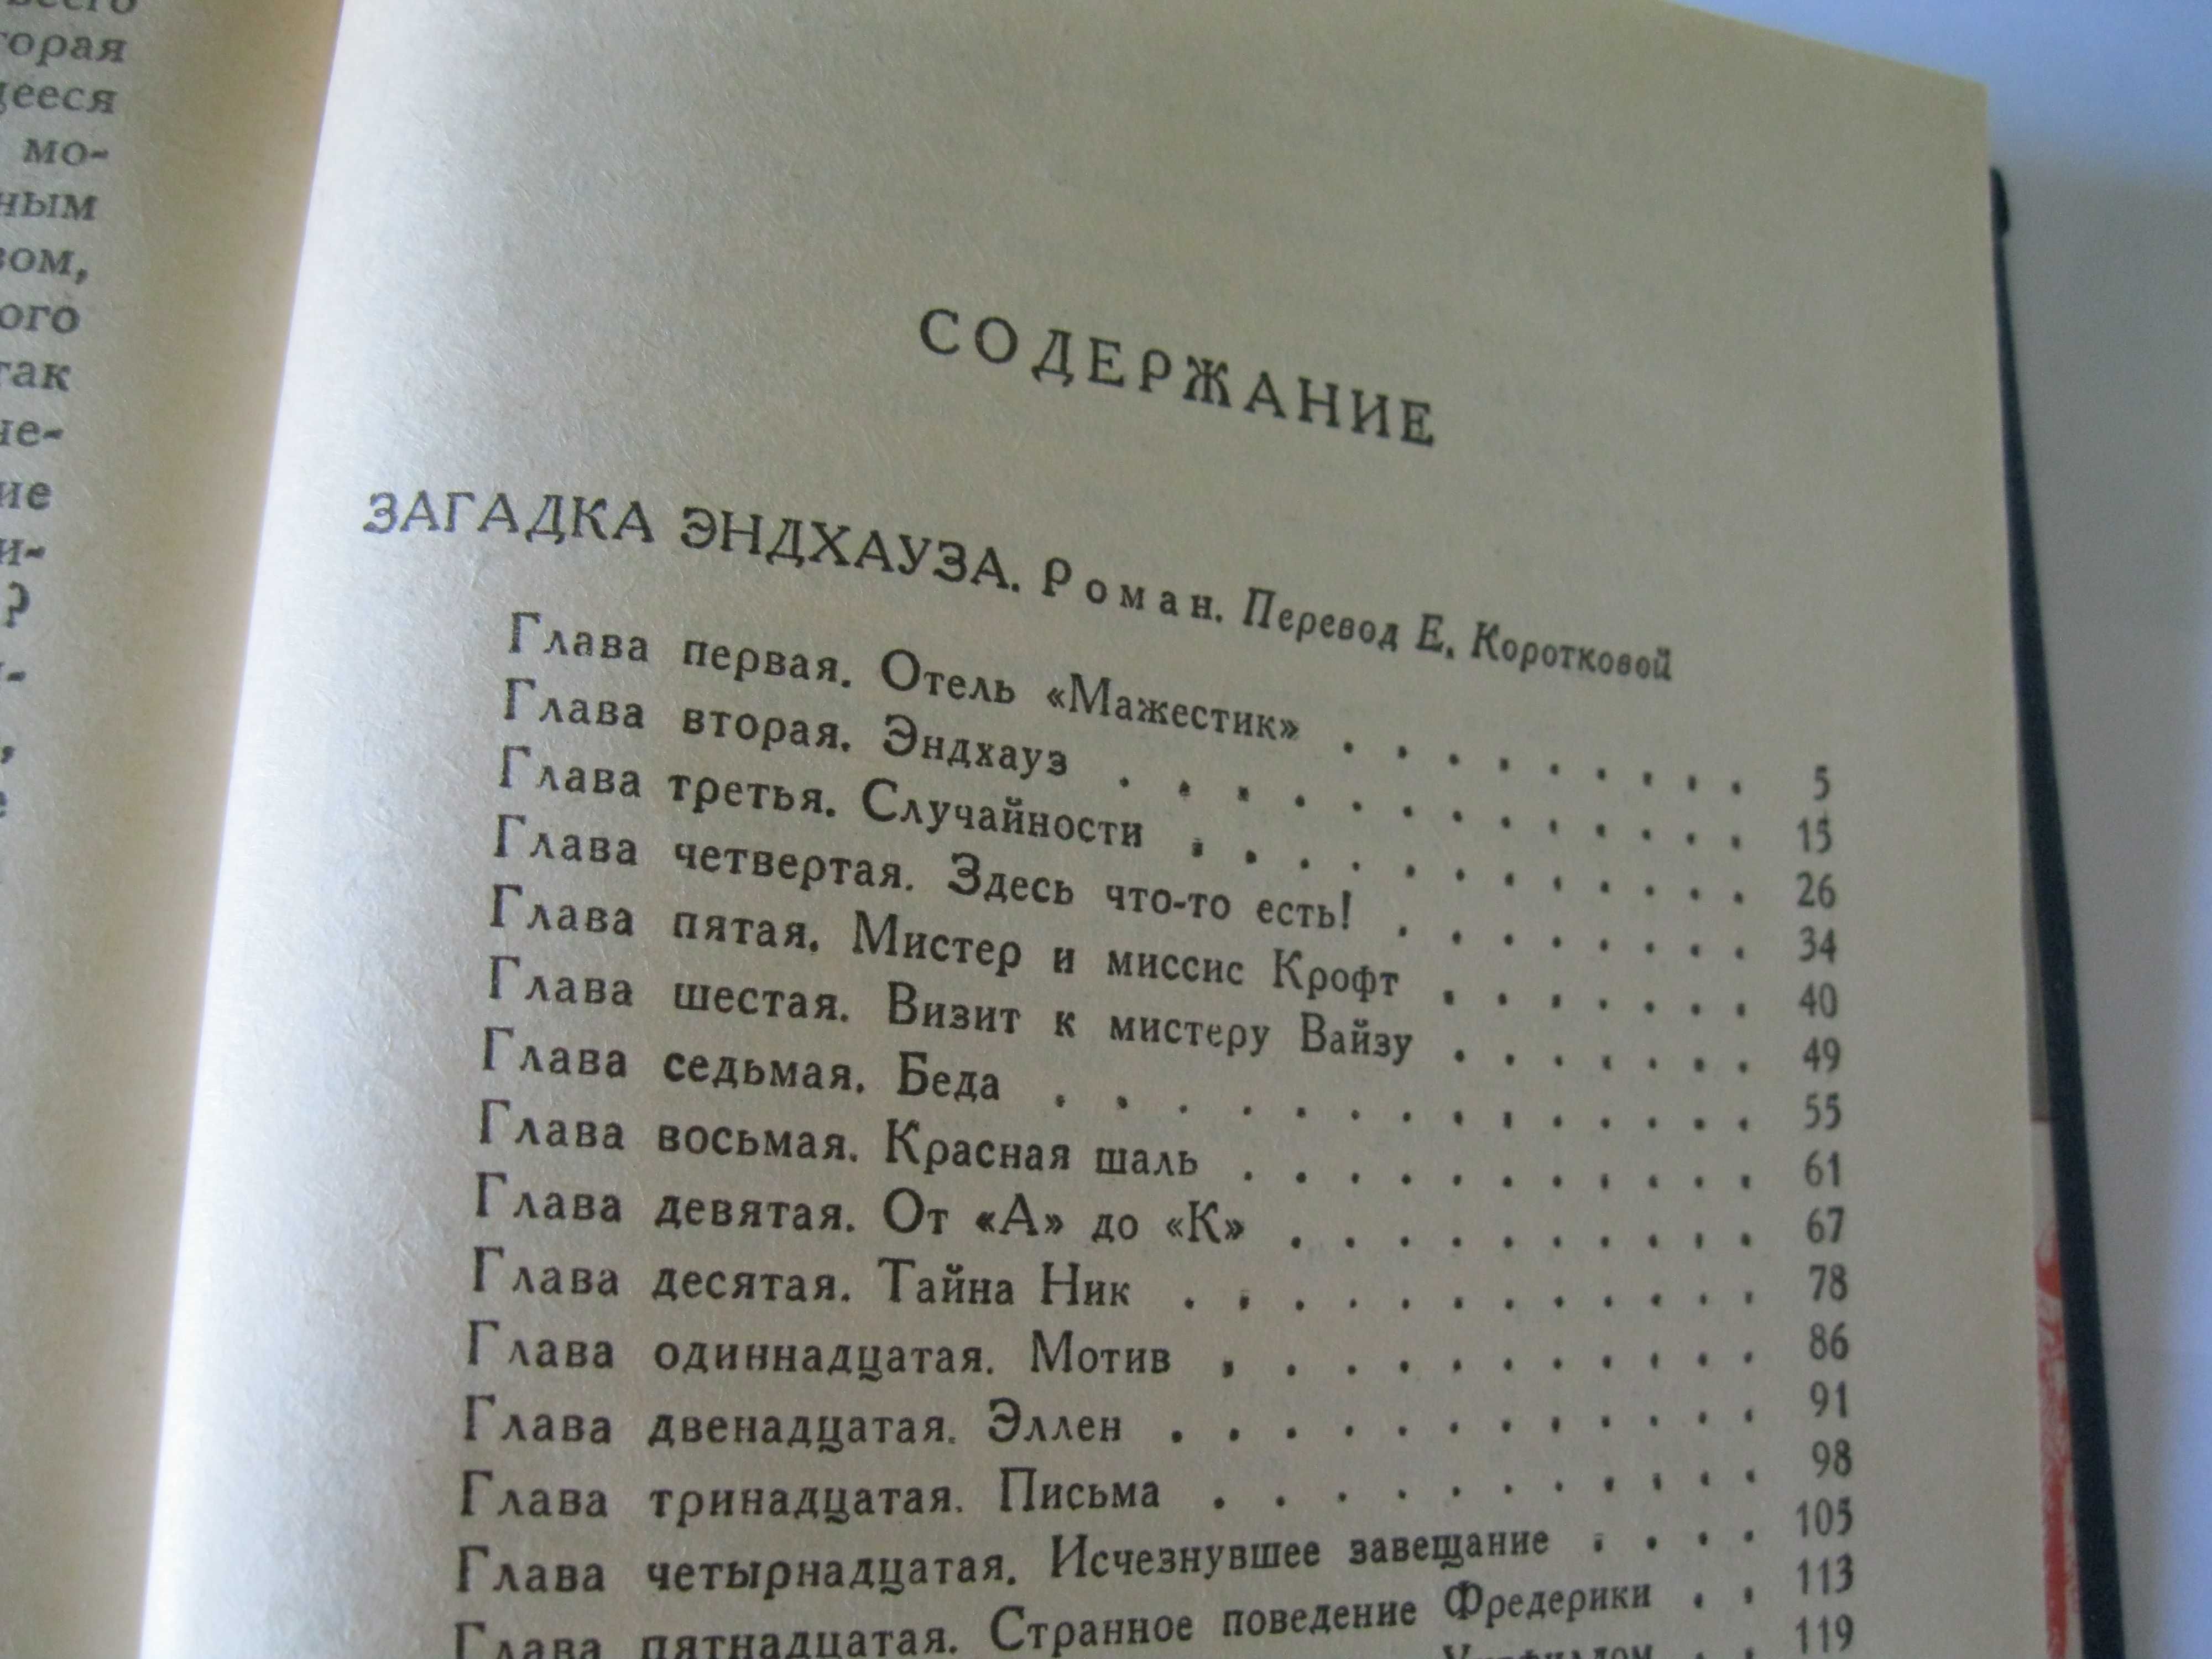 мо-
СОДЕРЖАНИЕ
ЗАГАДКА ЭНДХАУЗА. Роман. Перевод Е. Коротковой
Глава первая. Отель «Мажестик» . . . . . . . . . 5
Глава вторая. Эндхауз . . . . . . . . . . . . 15
Глава третья. Случайности . . . . . . . . . . . 26
Глава четвертая. Здесь что-то есть! . . . . . . . 34
Глава пятая. Мистер и миссис Крофт . . . . . . . 40
Глава шестая. Визит к мистеру Вайзу . . . . . . . 49
Глава седьмая. Беда . . . . . . . . . . . . . 55
Глава восьмая. Красная шаль . . . . . . . . . . 61
Глава девятая. От «А» до «К» . . . . . . . . . 67
Глава десятая. Тайна Ник . . . . . . . . . . . 78
Глава одиннадцатая. Мотив . . . . . . . . . . 86
Глава двенадцатая. Эллен . . . . . . . . . . . 91
Глава тринадцатая. Письма . . . . . . . . . . 98
Глава четырнадцатая. Исчезнувшее завещание . . . . 105
Глава пятнадцатая. Странное поведение Фредерики . . 113
119